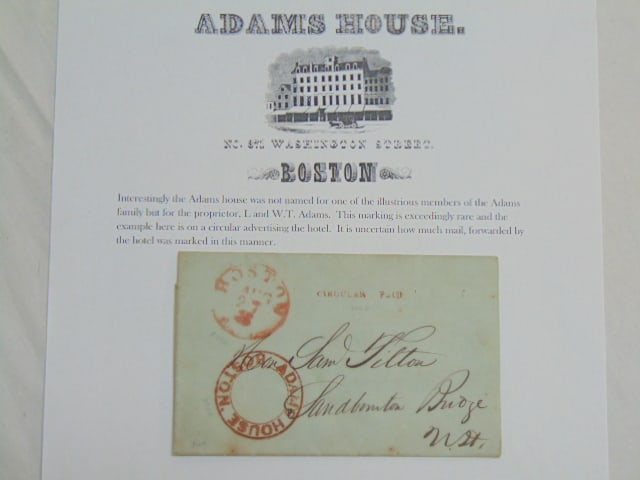 ADAMS HOUSE.
NO. 371 WASHINGTON STREET.
BOSTON
Interestingly the Adams house was not named for one of the illustrious members of the Adams
family but for the proprietor, L and W.T. Adams. This marking is exceedingly rare and the
example here is on a circular advertising the hotel. It is uncertain how much mail, forwarded by
the hotel was marked in this manner.
BOSTON
AUG
27
CIRCULAR PAID
Sam Tilton
ADAMS HOUSE. BOSTON.
Sandbornton Bridge
N.H.